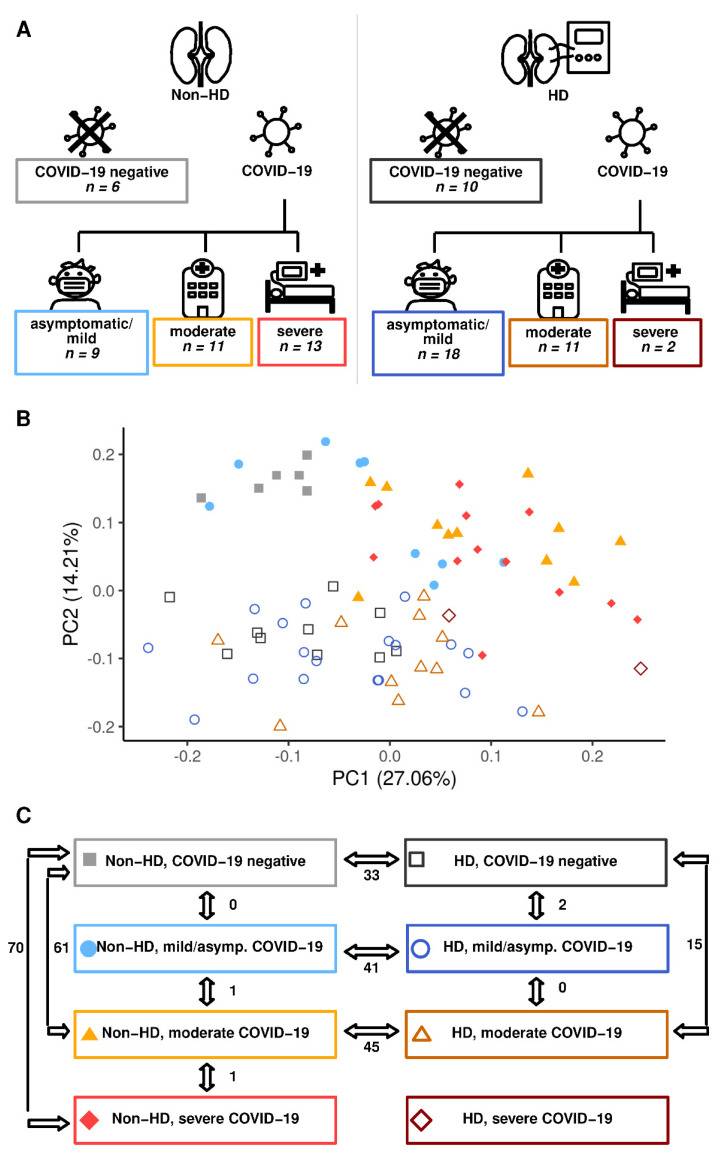 A
Non−HD
HD
COVID−19 negative
n = 6
COVID−19
COVID−19 negative
n = 10
COVID−19
asymptomatic/
mild
n = 9
moderate
n = 11
severe
n = 13
asymptomatic/
mild
n = 18
moderate
n = 11
severe
n = 2
B
PC2 (14.21%)
0.2
0.1
0.0
-0.1
-0.2
-0.2
-0.1
0.0
0.1
0.2
PC1 (27.06%)
C
Non−HD, COVID−19 negative
33
HD, COVID−19 negative
0
2
70
61
Non−HD, mild/asymp. COVID−19
41
HD, mild/asymp. COVID−19
15
1
0
Non−HD, moderate COVID−19
45
HD, moderate COVID−19
1
Non−HD, severe COVID−19
HD, severe COVID−19